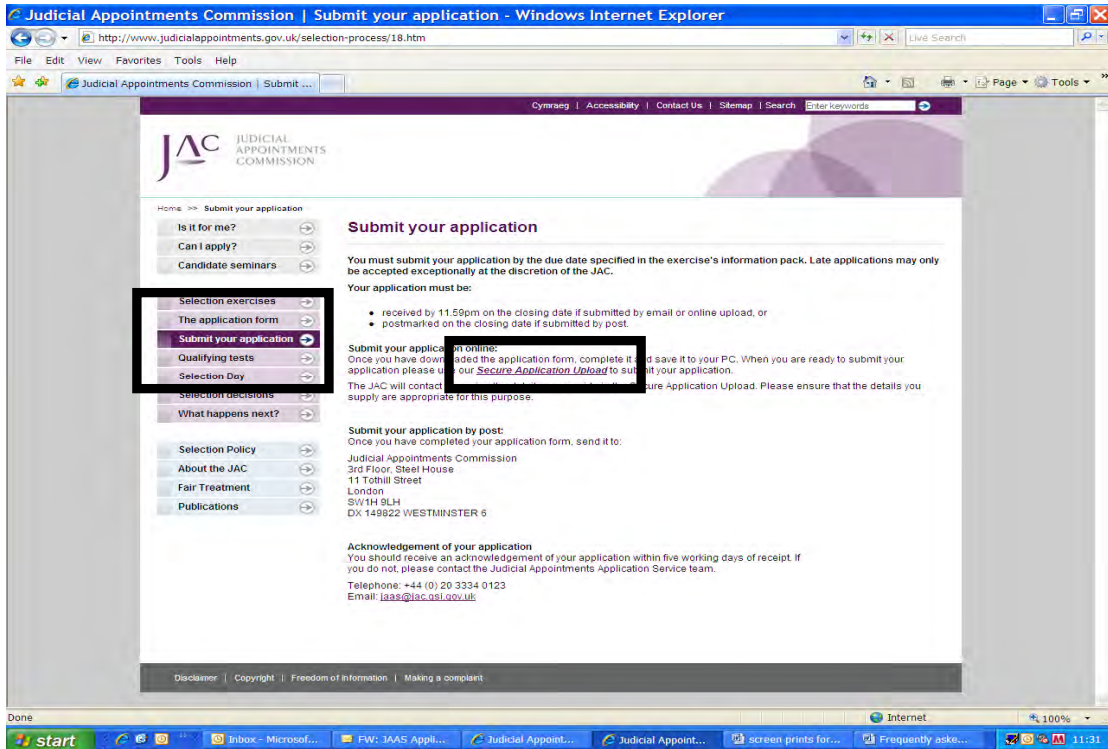 Judicial Appointments Commission | Submit your application - Windows Internet Explorer
http://www.judicialappointments.gov.uk/selection-process/18.htm
Live Search
File Edit View Favorites Tools Help
Judicial Appointments Commission | Submit ...
Page Tools
Cymraeg | Accessibility | Contact Us | Sitemap | Search Enter keywords
JAC JUDICIAL
APPOINTMENTS
COMMISSION
Home >> Submit your application
Is it for me?
Can I apply?
Candidate seminars
Selection exercises
The application form
Submit your application
Qualifying tests
Selection Day
Selection decisions
What happens next?
Selection Policy
About the JAC
Fair Treatment
Publications
Submit your application
You must submit your application by the due date specified in the exercise's information pack. Late applications may only
be accepted exceptionally at the discretion of the JAC.
Your application must be:
• received by 11.59pm on the closing date if submitted by email or online upload, or
• postmarked on the closing date if submitted by post.
Submit your application online:
Once you have downloaded the application form, complete it and save it to your PC. When you are ready to submit your
application please use our Secure Application Upload to submit your application.
The JAC will contact Secure Application Upload. Please ensure that the details you
supply are appropriate for this purpose.
Submit your application by post:
Once you have completed your application form, send it to:
Judicial Appointments Commission
3rd Floor, Steel House
11 Tothill Street
London
SW1H 9LH
DX 149822 WESTMINSTER 6
Acknowledgement of your application
You should receive an acknowledgement of your application within five working days of receipt. If
you do not, please contact the Judicial Appointments Application Service team.
Telephone: +44 (0) 20 3334 0123
Email: jaas@jac.gsi.gov.uk
Disclaimer | Copyright | Freedom of Information | Making a complaint
Done
Internet
100%
start
Inbox - Microsof...
FW: JAAS Appli...
Judicial Appoint...
Judicial Appoint...
screen prints for...
Frequently aske...
11:31